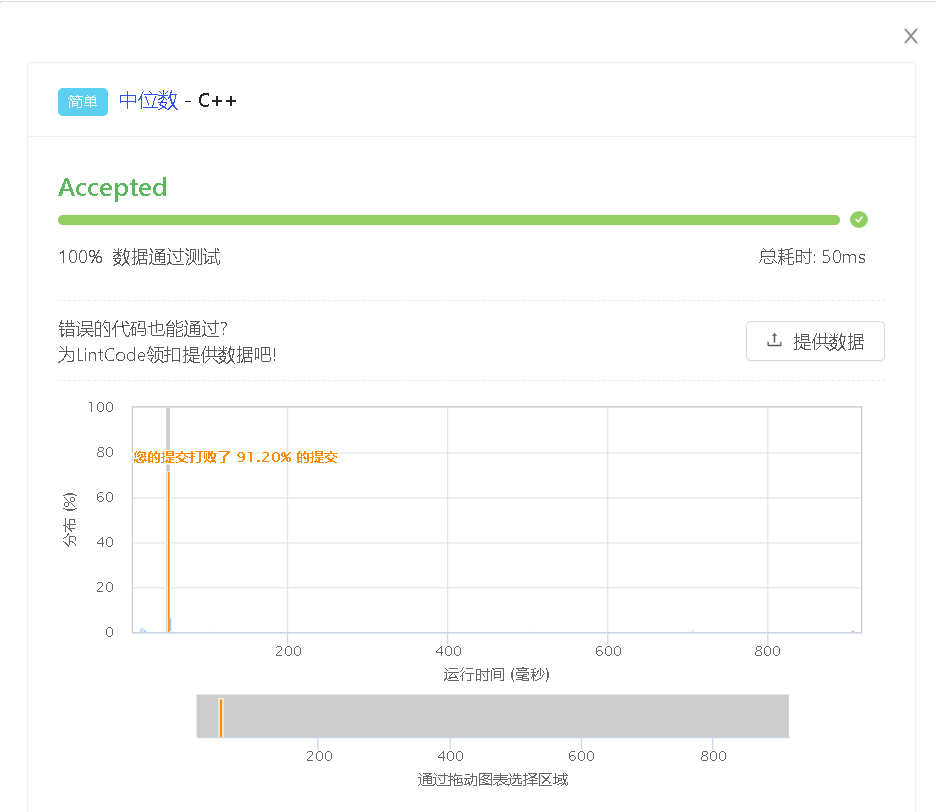 X
简单 中位数 - C++
Accepted
100% 数据通过测试 总耗时: 50ms
错误的代码也能通过?
为LintCode领扣提供数据吧!
提供数据
100
80
您的提交打败了 91.20% 的提交
60
40
20
0
分布 (%)
200 400 600 800
运行时间 (毫秒)
200 400 600 800
通过拖动图表选择区域